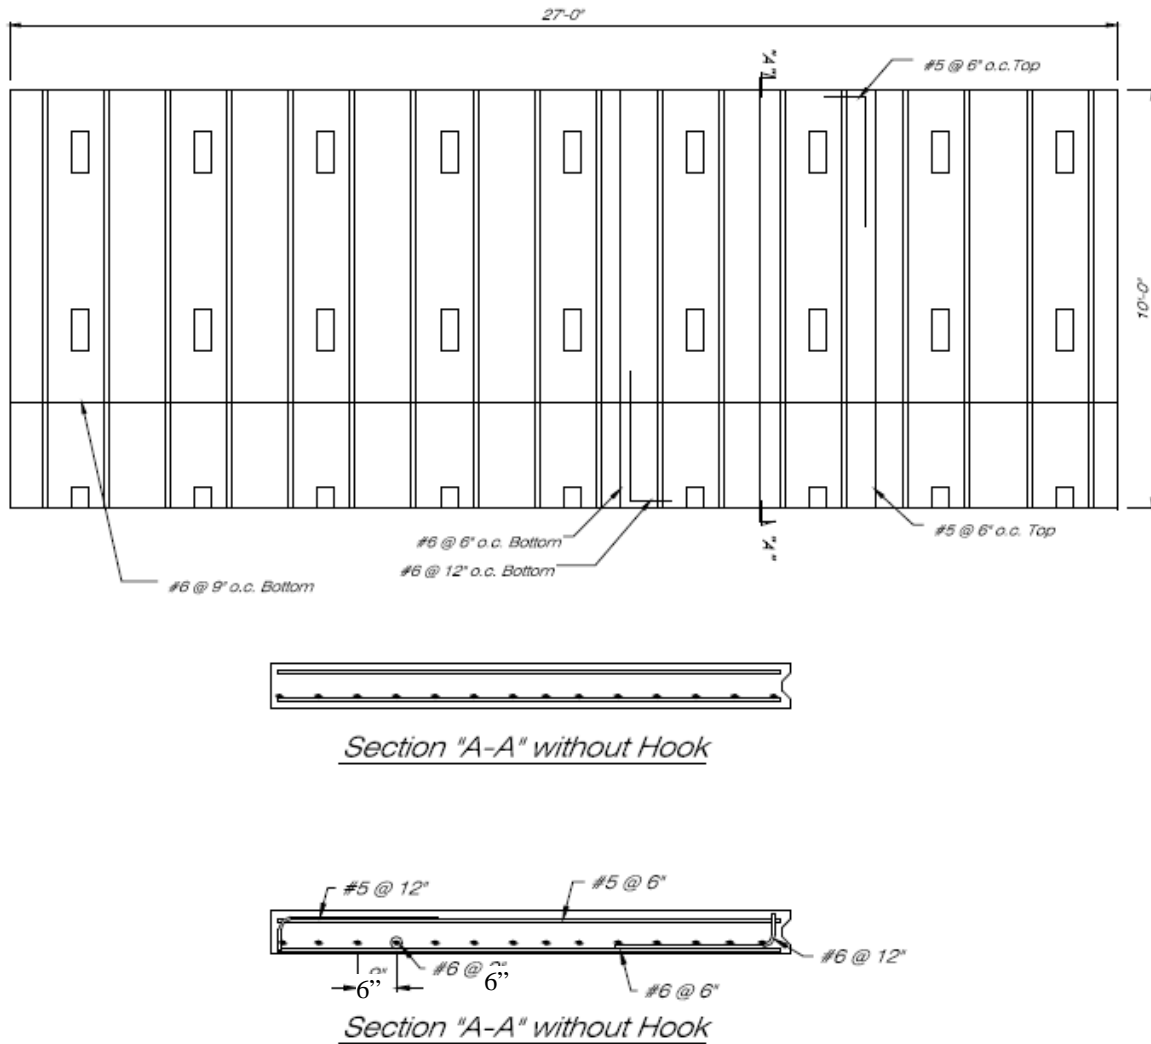 27'-0"
"A"
#5 @ 6" o.c.Top
10'-0"
#6 @ 6" o.c. Bottom
#6 @ 12" o.c. Bottom
"A"
#5 @ 6" o.c. Top
#6 @ 9" o.c. Bottom
Section "A-A" without Hook
#5 @ 12"
#5 @ 6"
#6 @ 6”
6”
#6 @ 12"
#6 @ 6"
Section "A-A" without Hook